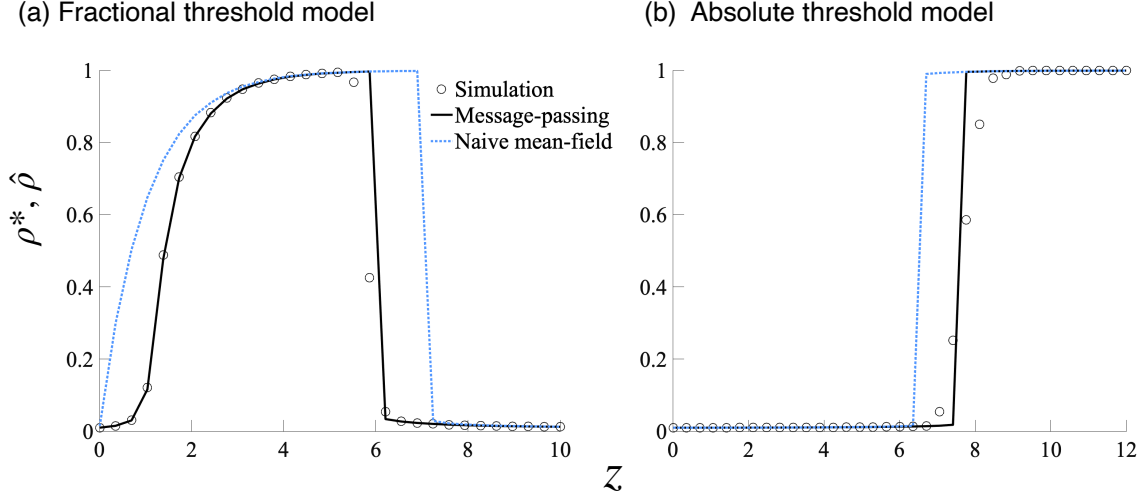 (a) Fractional threshold model
(b) Absolute threshold model
1
0.8
0.6
0.4
0.2
0
0 2 4 6 8 10
ρ*, ρ̂
Simulation
Message-passing
Naive mean-field
1
0.8
0.6
0.4
0.2
0
0 2 4 6 8 10 12
z